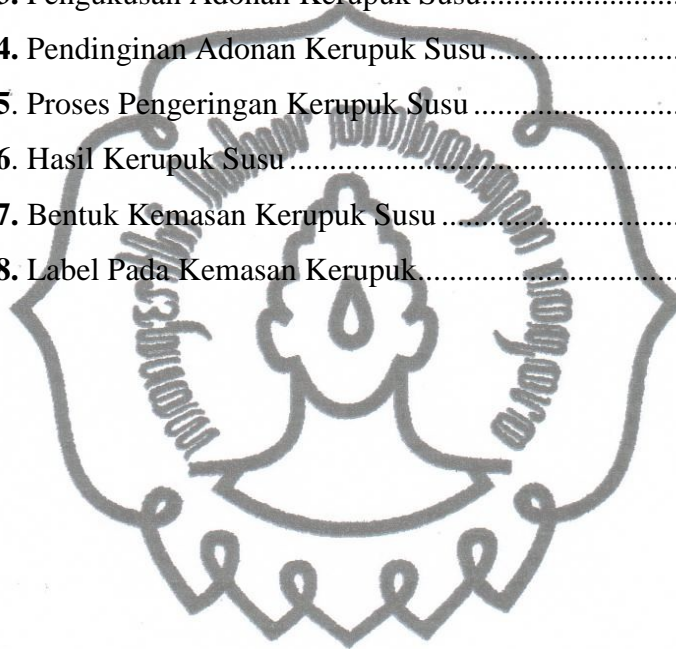 3. Pengukusan Adonan Kerupuk Susu..............................
4. Pendinginan Adonan Kerupuk Susu..............................
5. Proses Pengeringan Kerupuk Susu..............................
6. Hasil Kerupuk Susu..............................
7. Bentuk Kemasan Kerupuk Susu..............................
8. Label Pada Kemasan Kerupuk..............................